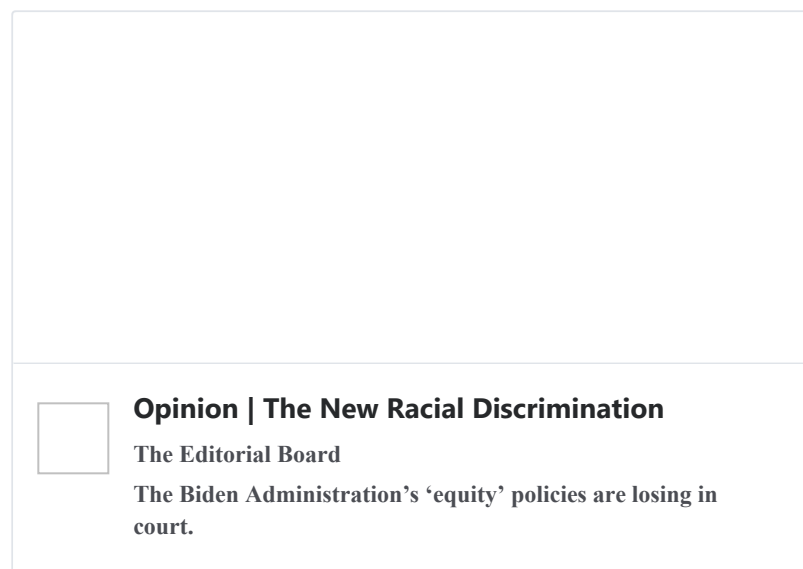 Opinion | The New Racial Discrimination
The Editorial Board
The Biden Administration’s ‘equity’ policies are losing in
court.